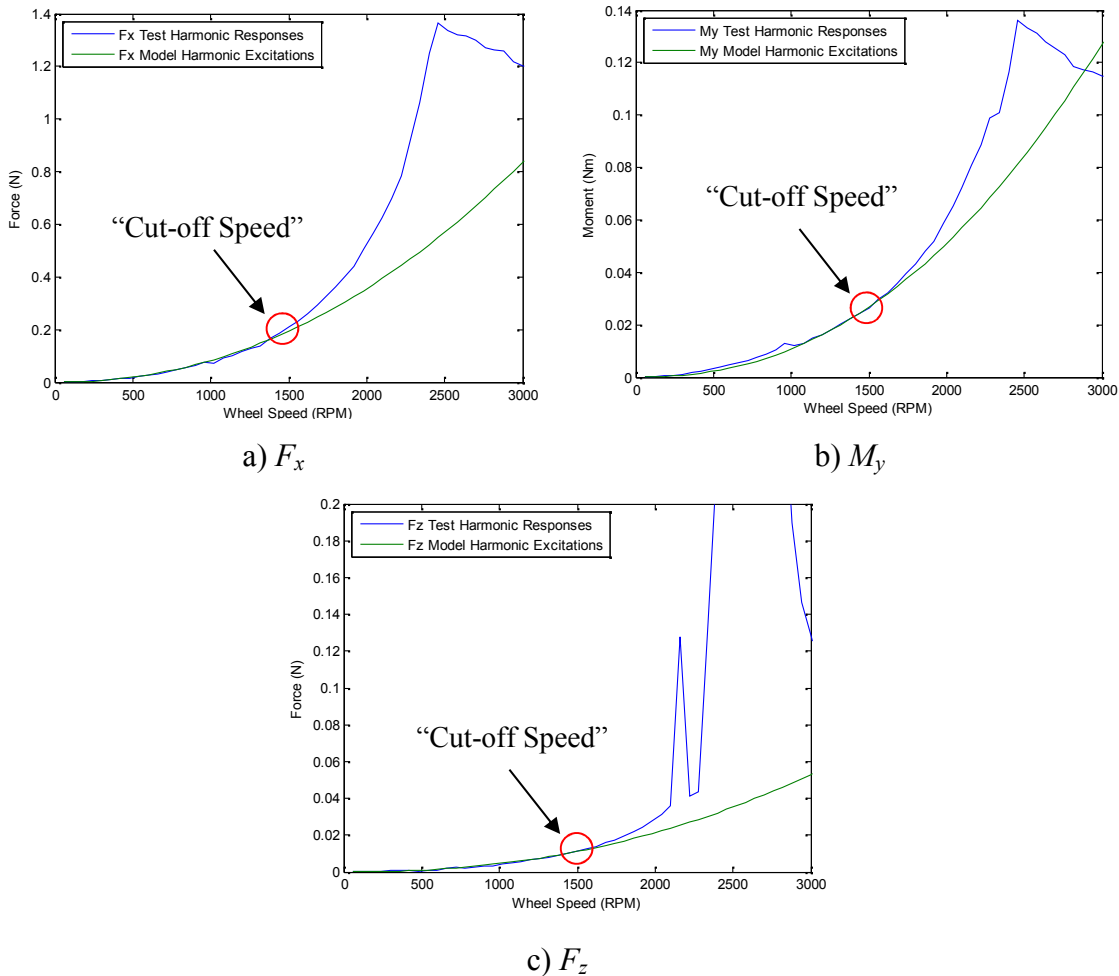 1.4
1.2
1
0.8
0.6
0.4
0.2
0
Force (N)
Fx Test Harmonic Responses
Fx Model Harmonic Excitations
“Cut-off Speed”
0 500 1000 1500 2000 2500 3000
Wheel Speed (RPM)
a) Fx
0.14
0.12
0.1
0.08
0.06
0.04
0.02
0
Moment (Nm)
My Test Harmonic Responses
My Model Harmonic Excitations
“Cut-off Speed”
0 500 1000 1500 2000 2500 3000
Wheel Speed (RPM)
b) My
0.2
0.18
0.16
0.14
0.12
0.1
0.08
0.06
0.04
0.02
0
Force (N)
Fz Test Harmonic Responses
Fz Model Harmonic Excitations
“Cut-off Speed”
0 500 1000 1500 2000 2500 3000
Wheel Speed (RPM)
c) Fz